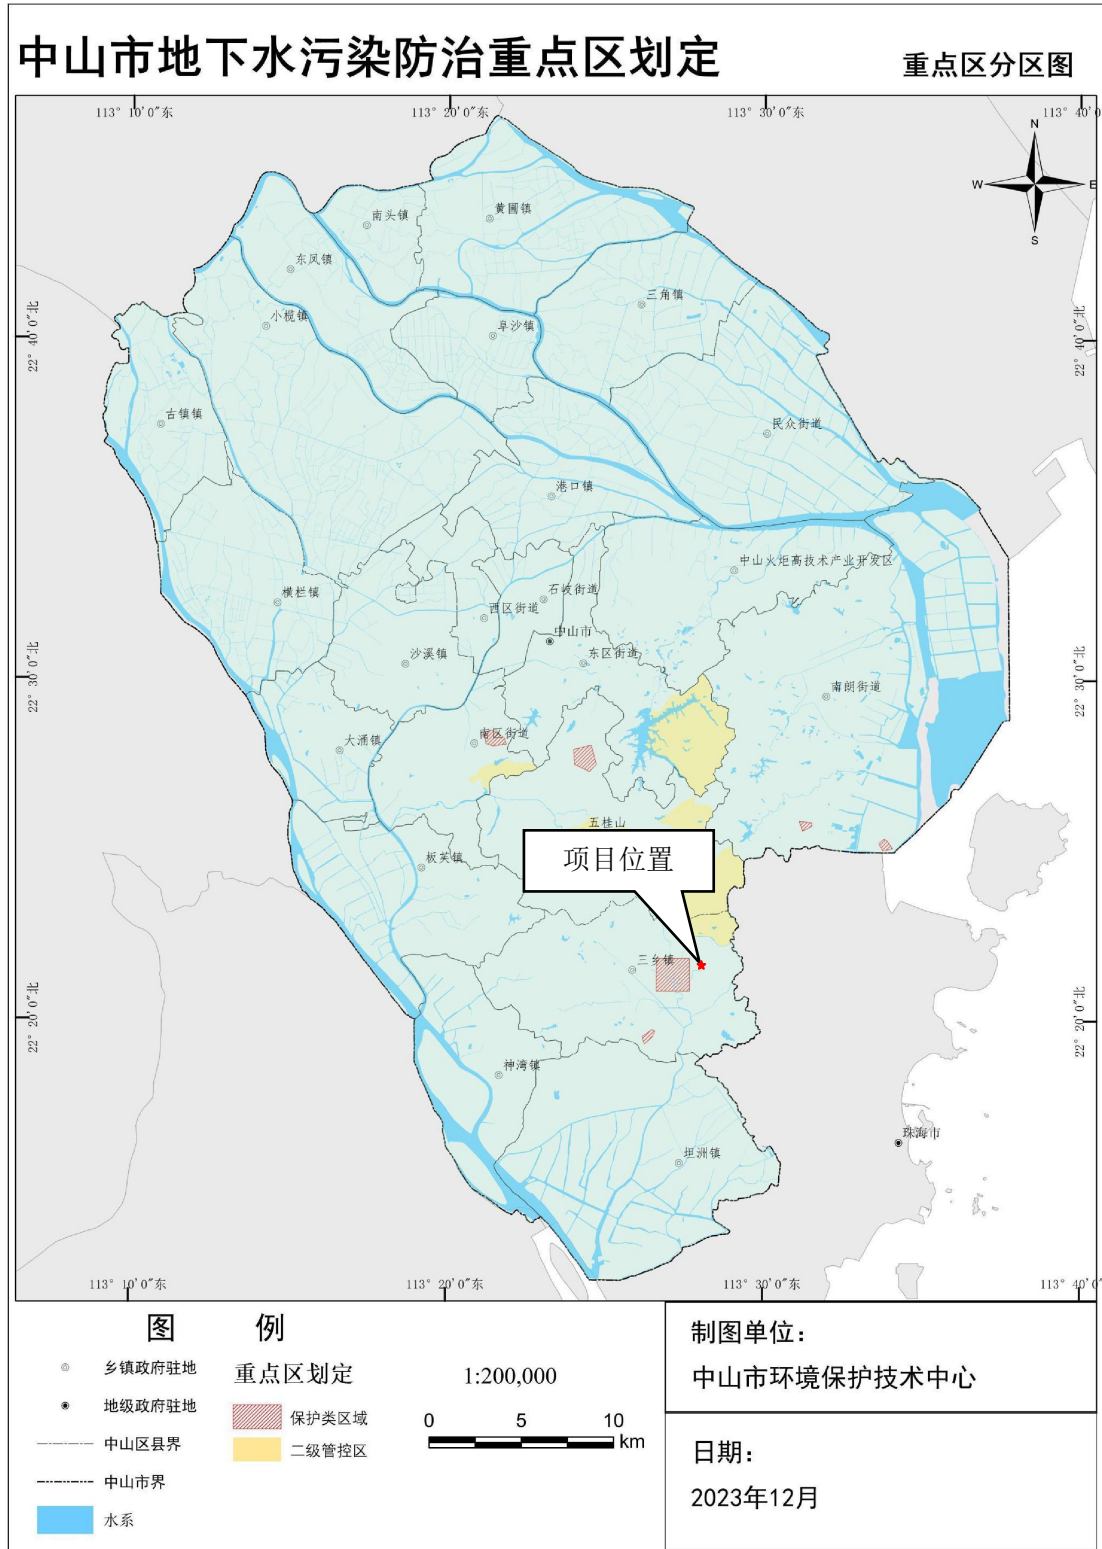 中山市地下水污染防治重点区划定
重点区分区图
113° 10′0″东
113° 20′0″东
113° 30′0″东
113° 40′0
N
W
E
S
南头镇
黄圃镇
东凤镇
小榄镇
三角镇
阜沙镇
22° 40′0″北
22° 40′0″北
古镇镇
民众街道
港口镇
中山火炬高技术产业开发区
横栏镇
石岐街道
西区街道
中山市
沙溪镇
东区街道
22° 30′0″北
22° 30′0″北
南朗街道
大涌镇
南区街道
五桂山
板芙镇
项目位置
三乡镇
22° 20′0″北
22° 20′0″北
神湾镇
珠海市
坦洲镇
113° 10′0″东
113° 20′0″东
113° 30′0″东
113° 40′0
图 例
乡镇政府驻地
地级政府驻地
中山区县界
中山市界
水系
重点区划定
保护类区域
二级管控区
1:200,000
0 5 10
km
制图单位：
中山市环境保护技术中心
日期：
2023年12月